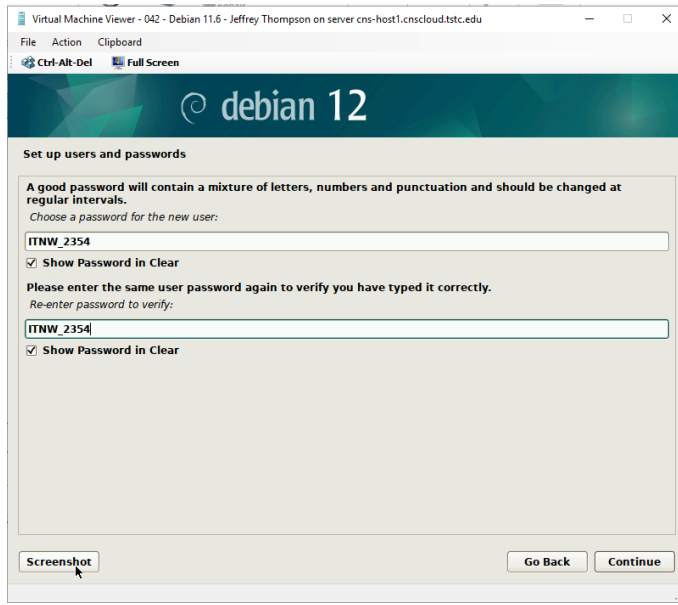 Virtual Machine Viewer - 042 - Debian 11.6 - Jeffrey Thompson on server cns-host1.cnscloud.tstc.edu
File Action Clipboard
Ctrl-Alt-Del Full Screen
debian 12
Set up users and passwords
A good password will contain a mixture of letters, numbers and punctuation and should be changed at
regular intervals.
Choose a password for the new user:
ITNW_2354
Show Password in Clear
Please enter the same user password again to verify you have typed it correctly.
Re-enter password to verify:
ITNW_2354
Show Password in Clear
Screenshot Go Back Continue